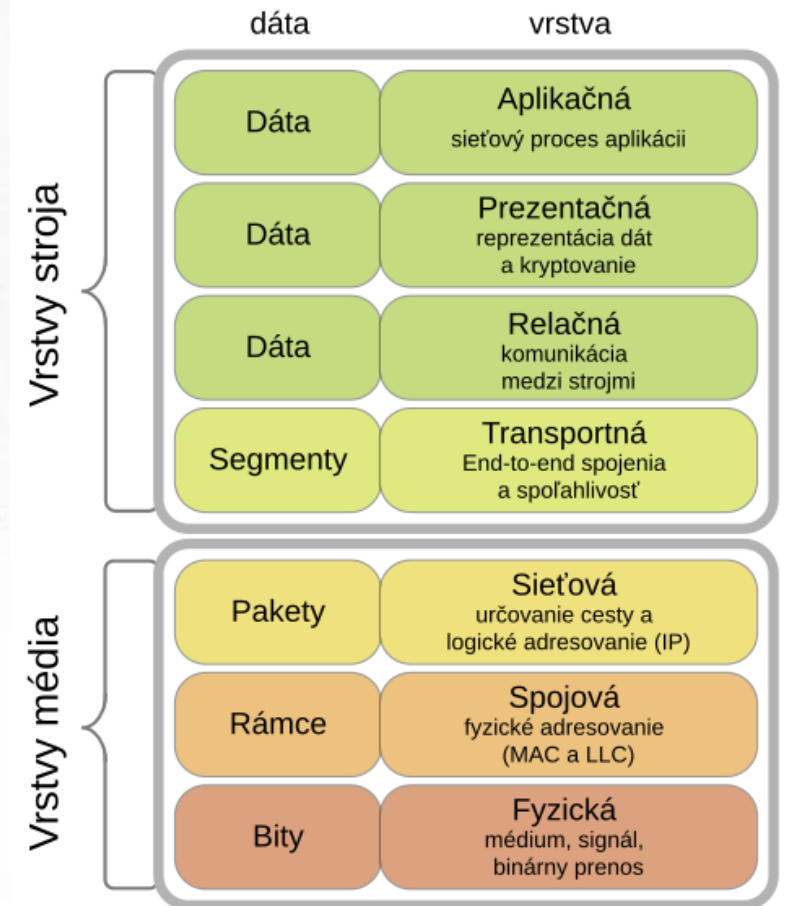 dáta
vrstva
Vrstvy stroja
Dáta
Aplikačná
sieťový proces aplikácii
Dáta
Prezentačná
reprezentácia dát
a kryptovanie
Dáta
Relačná
komunikácia
medzi strojmi
Segmenty
Transportná
End-to-end spojenia
a spoľahlivosť
Vrstvy média
Pakety
Sieťová
určovanie cesty a
logické adresovanie (IP)
Rámce
Spojová
fyzické adresovanie
(MAC a LLC)
Bity
Fyzická
médium, signál,
binárny prenos